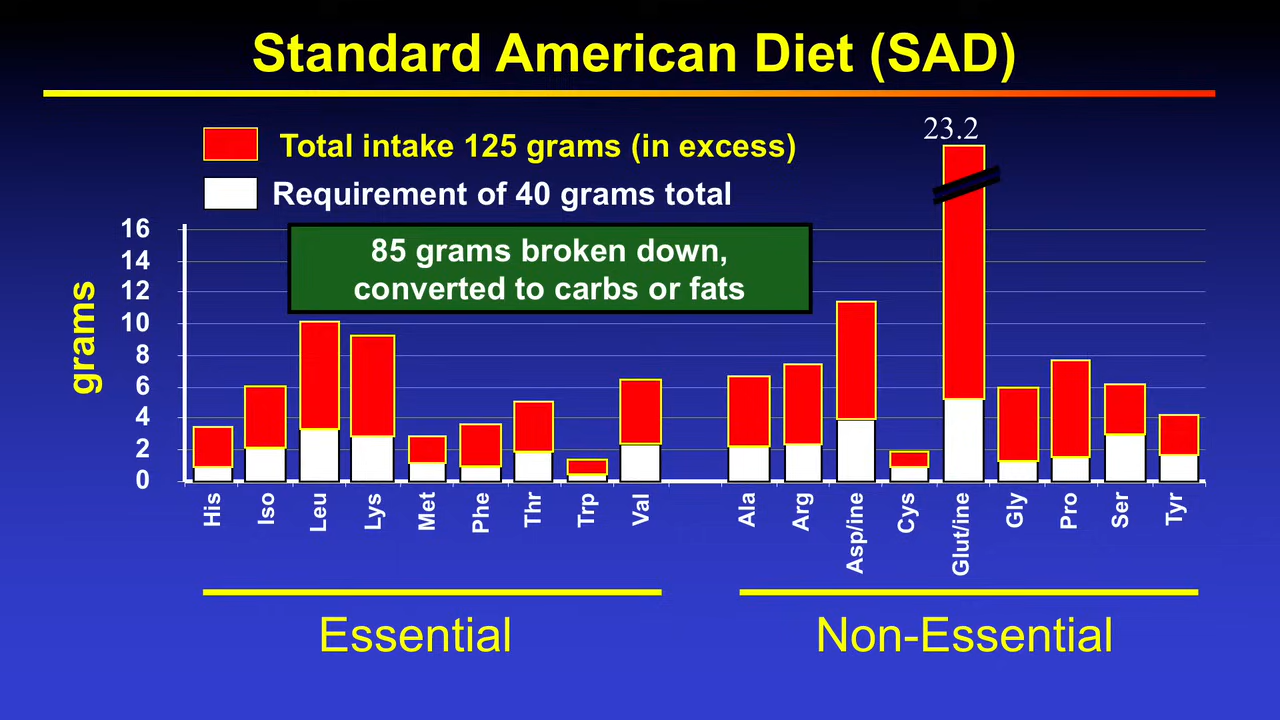 Standard American Diet (SAD)
23.2
Total intake 125 grams (in excess)
Requirement of 40 grams total
85 grams broken down,
converted to carbs or fats
grams
16
14
12
10
8
6
4
2
0
His
Iso
Leu
Lys
Met
Phe
Thr
Trp
Val
Ala
Arg
Asp/ine
Cys
Glut/ine
Gly
Pro
Ser
Tyr
Essential
Non-Essential